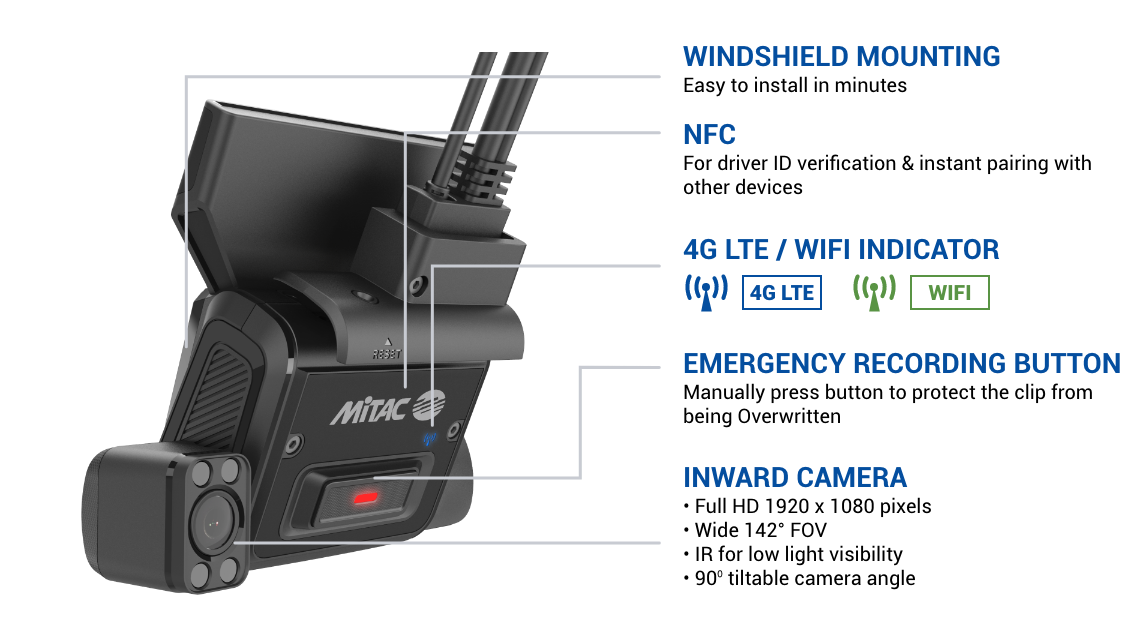 WINDSHIELD MOUNTING
Easy to install in minutes
NFC
For driver ID verification & instant pairing with
other devices
4G LTE / WIFI INDICATOR
4G LTE
WIFI
EMERGENCY RECORDING BUTTON
Manually press button to protect the clip from
being Overwritten
INWARD CAMERA
• Full HD 1920 x 1080 pixels
• Wide 142° FOV
• IR for low light visibility
• 90⁰ tiltable camera angle
RESET
MiTAC